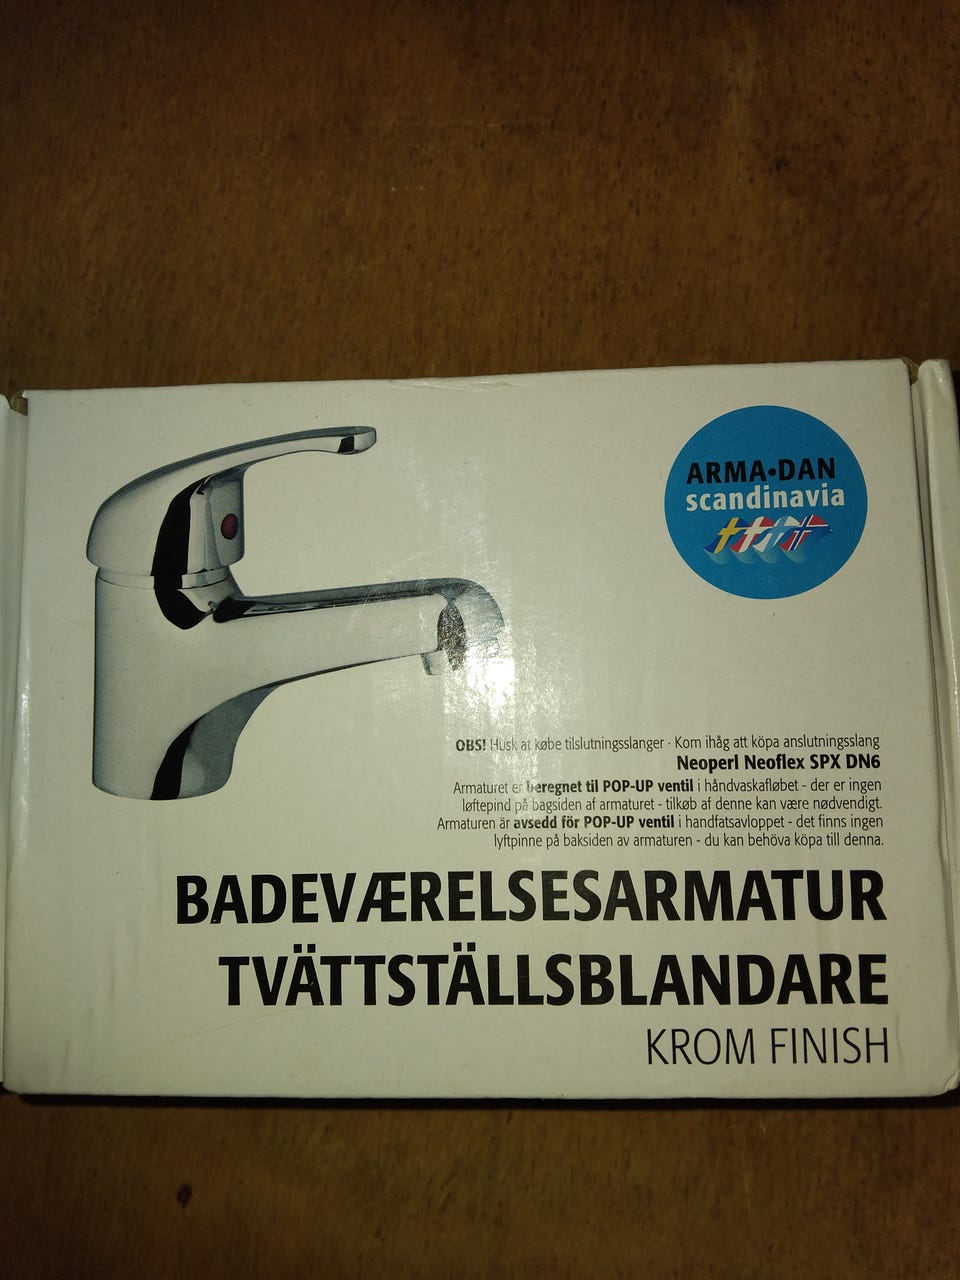 ARMA•DAN
scandinavia
OBS! Husk at købe tilslutningsslanger · Kom ihåg att köpa anslutningsslang
Neoperl Neoflex SPX DN6
Armaturet er beregnet til POP-UP ventil i håndvaskafløbet - der er ingen
løftepind på bagsiden af armaturet - tilkøb af denne kan være nødvendigt.
Armaturen är avsedd för POP-UP ventil i handfatsavloppet - det finns ingen
lyftpinne på baksiden av armaturen - du kan behöva köpa till denna.
BADEVÆRELSESARMATUR
TVÄTTSTÄLLSBLANDARE
KROM FINISH